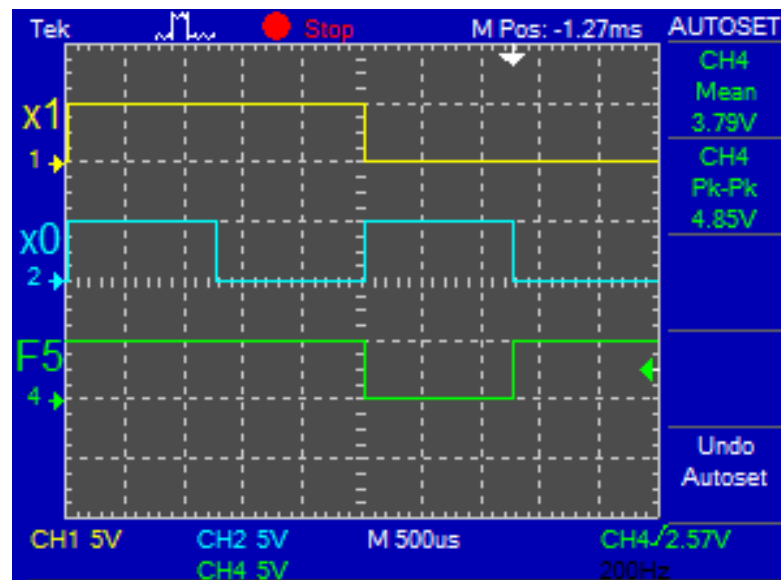 Tek Stop M Pos: -1.27ms AUTOSET
CH4
Mean
3.79V
CH4
Pk-Pk
4.85V
x1
1
x0
2
F5
4
Undo
Autoset
CH1 5V CH2 5V M 500us CH4 2.57V
CH4 5V 200Hz